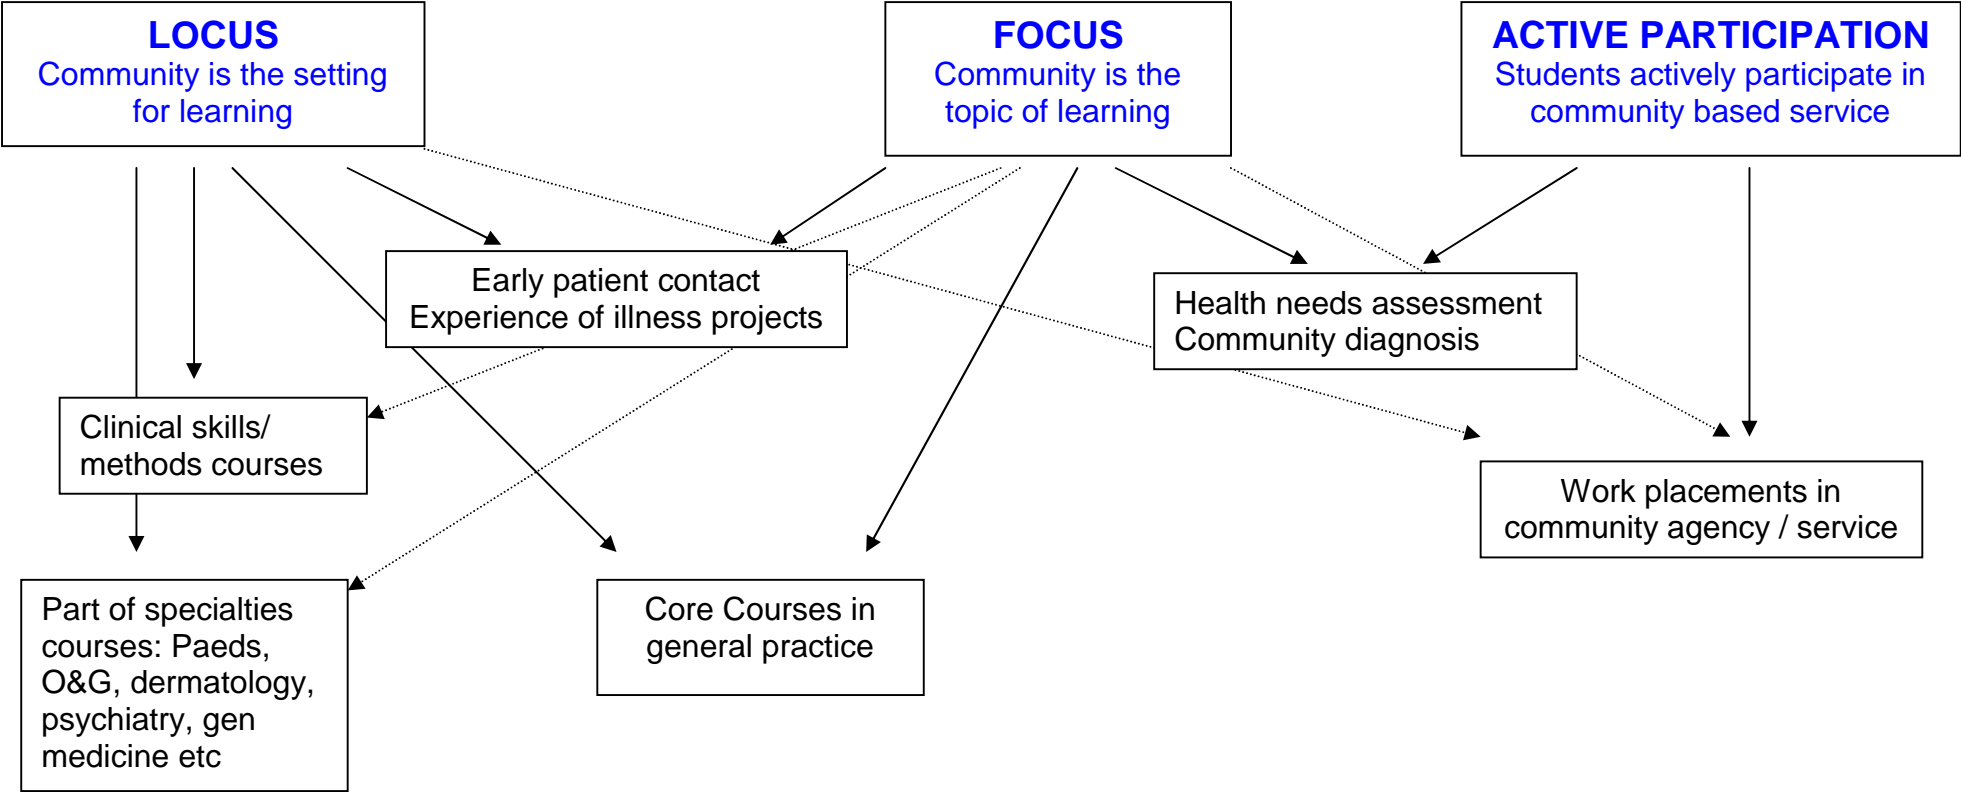 LOCUS
Community is the setting
for learning
FOCUS
Community is the
topic of learning
ACTIVE PARTICIPATION
Students actively participate in
community based service
Early patient contact
Experience of illness projects
Health needs assessment
Community diagnosis
Clinical skills/
methods courses
Work placements in
community agency / service
Part of specialties
courses: Paeds,
O&G, dermatology,
psychiatry, gen
medicine etc
Core Courses in
general practice